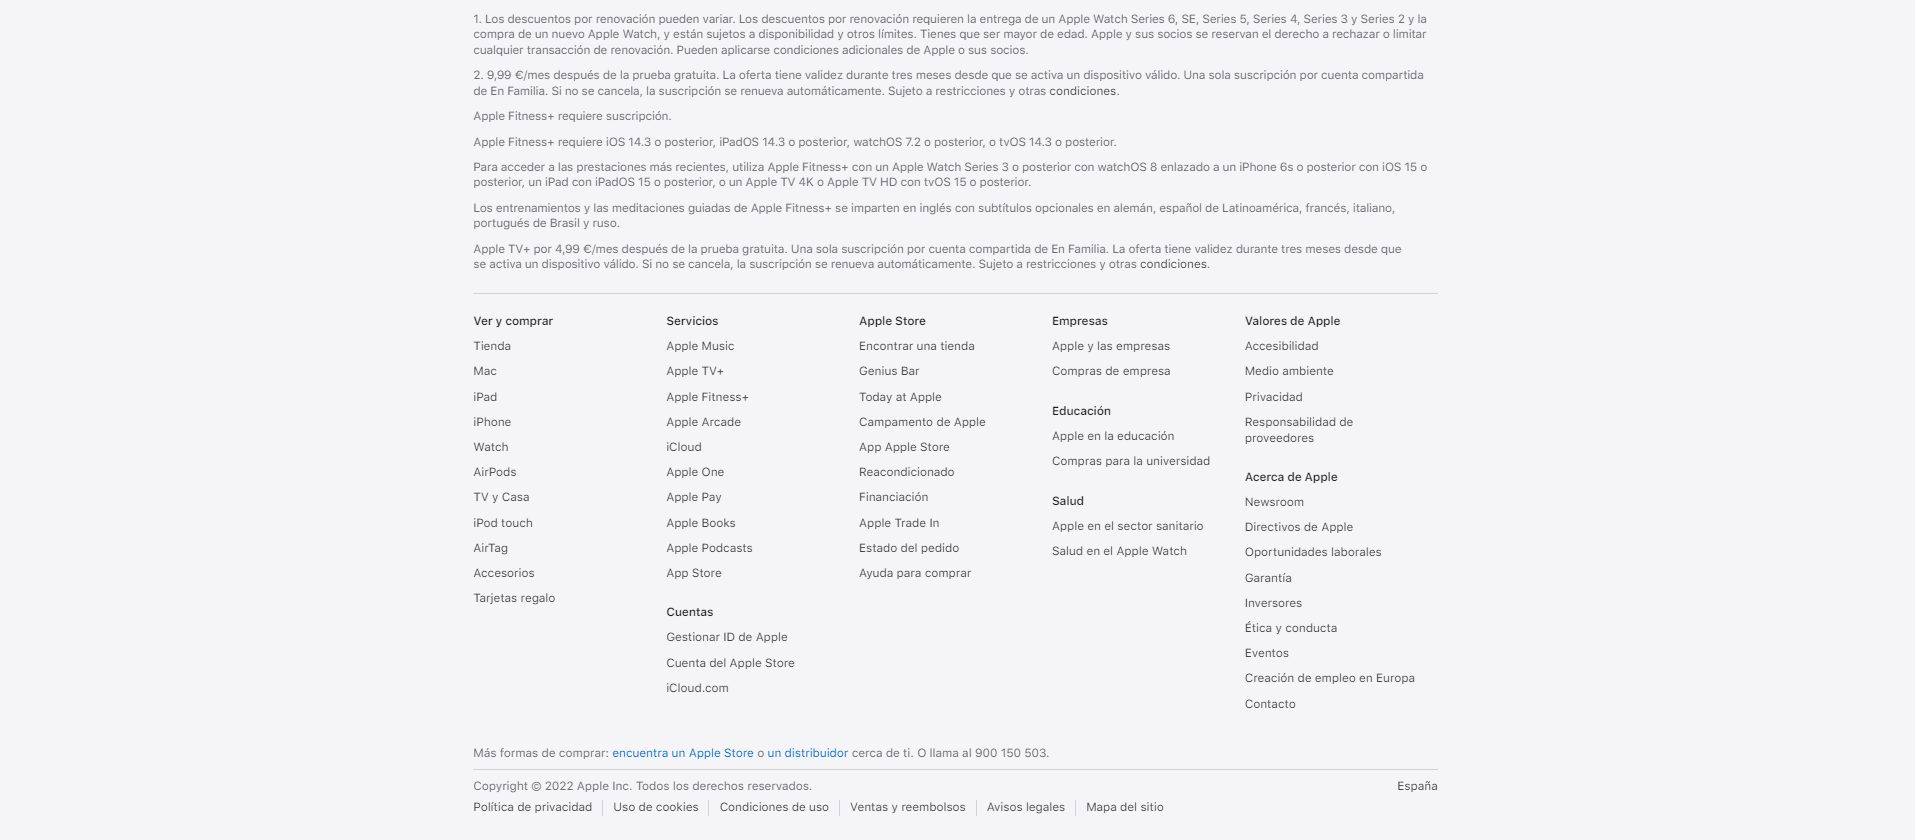 1. Los descuentos por renovación pueden variar. Los descuentos por renovación requieren la entrega de un Apple Watch Series 6, SE, Series 5, Series 4, Series 3 y Series 2 y la
compra de un nuevo Apple Watch, y están sujetos a disponibilidad y otros límites. Tienes que ser mayor de edad. Apple y sus socios se reservan el derecho a rechazar o limitar
cualquier transacción de renovación. Pueden aplicarse condiciones adicionales de Apple o sus socios.
2. 9,99 €/mes después de la prueba gratuita. La oferta tiene validez durante tres meses desde que se activa un dispositivo válido. Una sola suscripción por cuenta compartida
de En Familia. Si no se cancela, la suscripción se renueva automáticamente. Sujeto a restricciones y otras condiciones.
Apple Fitness+ requiere suscripción.
Apple Fitness+ requiere iOS 14.3 o posterior, iPadOS 14.3 o posterior, watchOS 7.2 o posterior, o tvOS 14.3 o posterior.
Para acceder a las prestaciones más recientes, utiliza Apple Fitness+ con un Apple Watch Series 3 o posterior con watchOS 8 enlazado a un iPhone 6s o posterior con iOS 15 o
posterior, un iPad con iPadOS 15 o posterior, o un Apple TV 4K o Apple TV HD con tvOS 15 o posterior.
Los entrenamientos y las meditaciones guiadas de Apple Fitness+ se imparten en inglés con subtítulos opcionales en alemán, español de Latinoamérica, francés, italiano,
portugués de Brasil y ruso.
Apple TV+ por 4,99 €/mes después de la prueba gratuita. Una sola suscripción por cuenta compartida de En Familia. La oferta tiene validez durante tres meses desde que
se activa un dispositivo válido. Si no se cancela, la suscripción se renueva automáticamente. Sujeto a restricciones y otras condiciones.
Ver y comprar
Tienda
Mac
iPad
iPhone
Watch
AirPods
TV y Casa
iPod touch
AirTag
Accesorios
Tarjetas regalo
Servicios
Apple Music
Apple TV+
Apple Fitness+
Apple Arcade
iCloud
Apple One
Apple Pay
Apple Books
Apple Podcasts
App Store
Cuentas
Gestionar ID de Apple
Cuenta del Apple Store
iCloud.com
Apple Store
Encontrar una tienda
Genius Bar
Today at Apple
Campamento de Apple
App Apple Store
Reacondicionado
Financiación
Apple Trade In
Estado del pedido
Ayuda para comprar
Empresas
Apple y las empresas
Compras de empresa
Educación
Apple en la educación
Compras para la universidad
Salud
Apple en el sector sanitario
Salud en el Apple Watch
Valores de Apple
Accesibilidad
Medio ambiente
Privacidad
Responsabilidad de
proveedores
Acerca de Apple
Newsroom
Directivos de Apple
Oportunidades laborales
Garantía
Inversores
Ética y conducta
Eventos
Creación de empleo en Europa
Contacto
Más formas de comprar: encuentra un Apple Store o un distribuidor cerca de ti. O llama al 900 150 503.
Copyright © 2022 Apple Inc. Todos los derechos reservados.
España
Política de privacidad
Uso de cookies
Condiciones de uso
Ventas y reembolsos
Avisos legales
Mapa del sitio